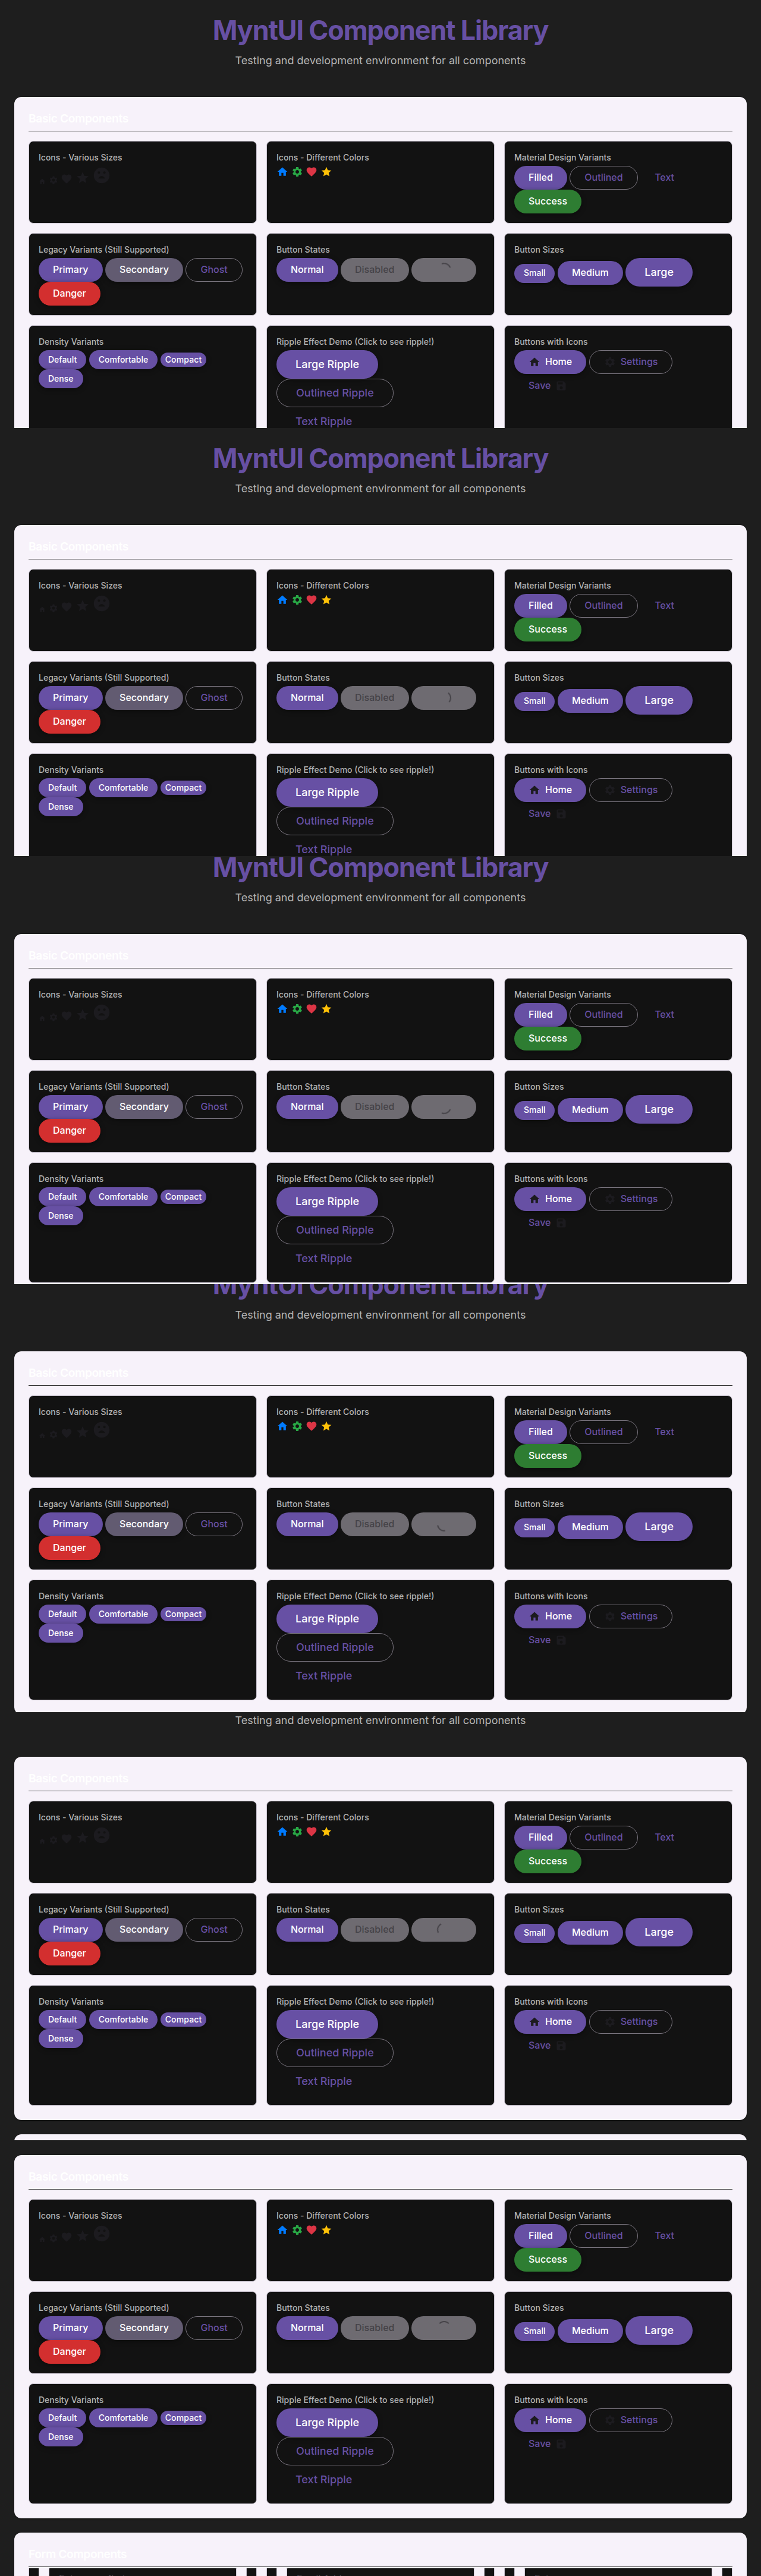 MyntUI Component Library
Testing and development environment for all components
Basic Components
Icons - Various Sizes
Icons - Different Colors
Material Design Variants
Filled Outlined Text
Success
Legacy Variants (Still Supported)
Button States
Button Sizes
Primary Secondary Ghost
Normal Disabled
Small Medium Large
Danger
Density Variants
Ripple Effect Demo (Click to see ripple!)
Buttons with Icons
Default Comfortable Compact
Large Ripple
Home Settings
Dense
Outlined Ripple
Save
Text Ripple
MyntUI Component Library
Testing and development environment for all components
Basic Components
Icons - Various Sizes
Icons - Different Colors
Material Design Variants
Filled Outlined Text
Success
Legacy Variants (Still Supported)
Button States
Button Sizes
Primary Secondary Ghost
Normal Disabled
Small Medium Large
Danger
Density Variants
Ripple Effect Demo (Click to see ripple!)
Buttons with Icons
Default Comfortable Compact
Large Ripple
Home Settings
Dense
Outlined Ripple
Save
Text Ripple
MyntUI Component Library
Testing and development environment for all components
Basic Components
Icons - Various Sizes
Icons - Different Colors
Material Design Variants
Filled Outlined Text
Success
Legacy Variants (Still Supported)
Button States
Button Sizes
Primary Secondary Ghost
Normal Disabled
Small Medium Large
Danger
Density Variants
Ripple Effect Demo (Click to see ripple!)
Buttons with Icons
Default Comfortable Compact
Large Ripple
Home Settings
Dense
Outlined Ripple
Save
Text Ripple
MyntUI Component Library
Testing and development environment for all components
Basic Components
Icons - Various Sizes
Icons - Different Colors
Material Design Variants
Filled Outlined Text
Success
Legacy Variants (Still Supported)
Button States
Button Sizes
Primary Secondary Ghost
Normal Disabled
Small Medium Large
Danger
Density Variants
Ripple Effect Demo (Click to see ripple!)
Buttons with Icons
Default Comfortable Compact
Large Ripple
Home Settings
Dense
Outlined Ripple
Save
Text Ripple
Testing and development environment for all components
Basic Components
Icons - Various Sizes
Icons - Different Colors
Material Design Variants
Filled Outlined Text
Success
Legacy Variants (Still Supported)
Button States
Button Sizes
Primary Secondary Ghost
Normal Disabled
Small Medium Large
Danger
Density Variants
Ripple Effect Demo (Click to see ripple!)
Buttons with Icons
Default Comfortable Compact
Large Ripple
Home Settings
Dense
Outlined Ripple
Save
Text Ripple
Basic Components
Icons - Various Sizes
Icons - Different Colors
Material Design Variants
Filled Outlined Text
Success
Legacy Variants (Still Supported)
Button States
Button Sizes
Primary Secondary Ghost
Normal Disabled
Small Medium Large
Danger
Density Variants
Ripple Effect Demo (Click to see ripple!)
Buttons with Icons
Default Comfortable Compact
Large Ripple
Home Settings
Dense
Outlined Ripple
Save
Text Ripple
Form Components